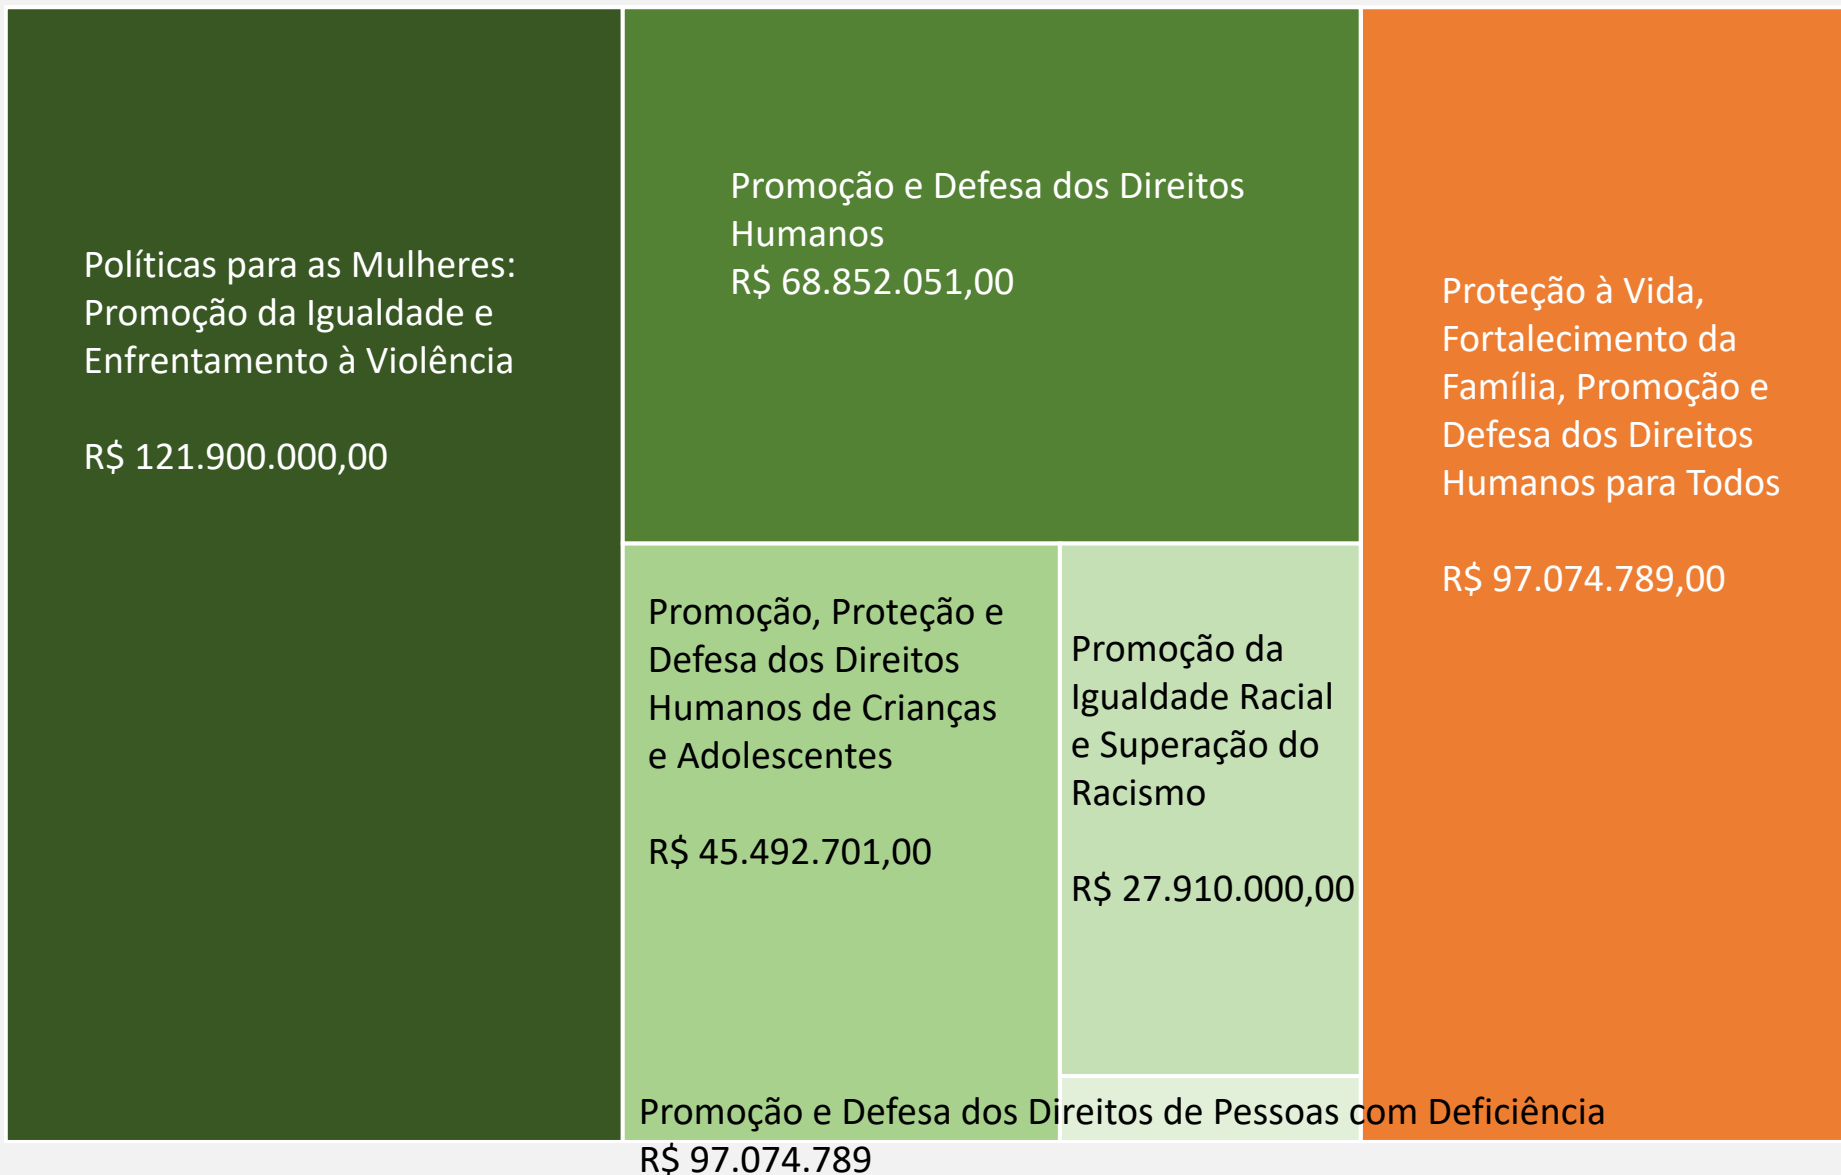 Políticas para as Mulheres:
Promoção da Igualdade e
Enfrentamento à Violência
R$ 121.900.000,00
Promoção e Defesa dos Direitos
Humanos
R$ 68.852.051,00
Proteção à Vida,
Fortalecimento da
Família, Promoção e
Defesa dos Direitos
Humanos para Todos
R$ 97.074.789,00
Promoção, Proteção e
Defesa dos Direitos
Humanos de Crianças
e Adolescentes
R$ 45.492.701,00
Promoção da
Igualdade Racial
e Superação do
Racismo
R$ 27.910.000,00
Promoção e Defesa dos Direitos de Pessoas com Deficiência
R$ 97.074.789